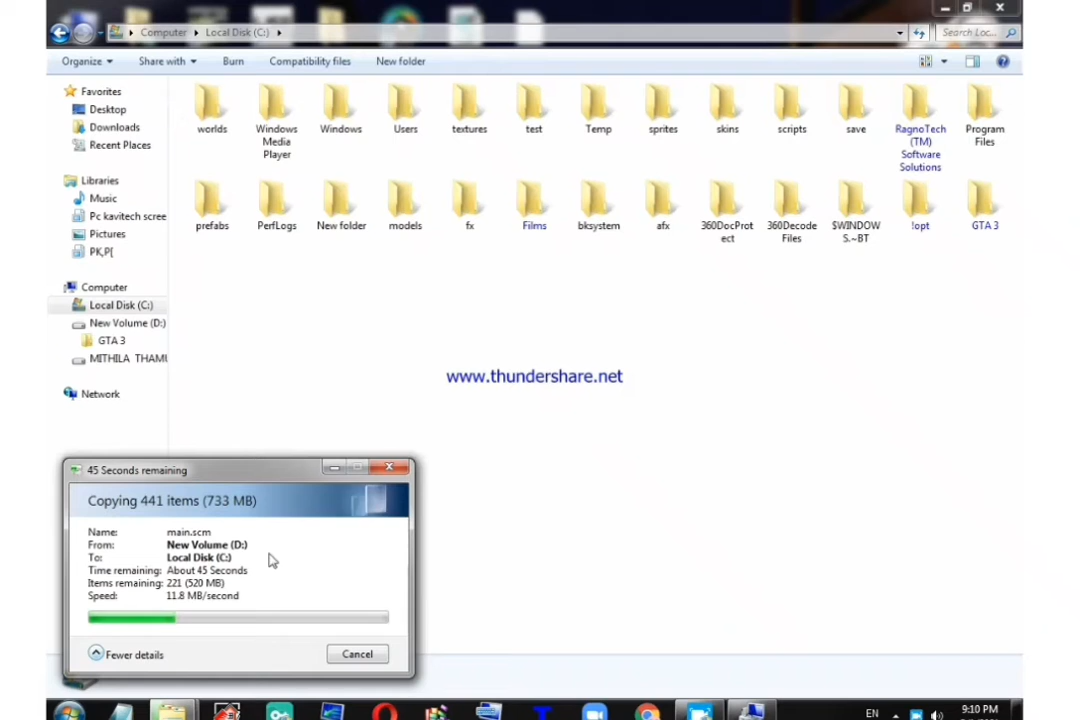 Computer
Local Disk (C:)
Search Loc...
Organize
Share with
Burn
Compatibility files
New folder
Favorites
Desktop
Downloads
Recent Places
Libraries
Music
Pc kavitech scree
Pictures
PK,P[
Computer
Local Disk (C:)
New Volume (D:)
GTA 3
MITHILA THAMU
Network
worlds
Windows Media Player
Windows
Users
textures
test
Temp
sprites
skins
scripts
save
RagnoTech (TM) Software Solutions
Program Files
prefabs
PerfLogs
New folder
models
fx
Films
bksystem
afx
360DocProtect
360Decode Files
$WINDOWS.~BT
!opt
GTA 3
www.thundershare.net
45 Seconds remaining
Copying 441 items (733 MB)
Name: main.scm
From: New Volume (D:)
To: Local Disk (C:)
Time remaining: About 45 Seconds
Items remaining: 221 (520 MB)
Speed: 11.8 MB/second
Fewer details
Cancel
EN
9:10 PM